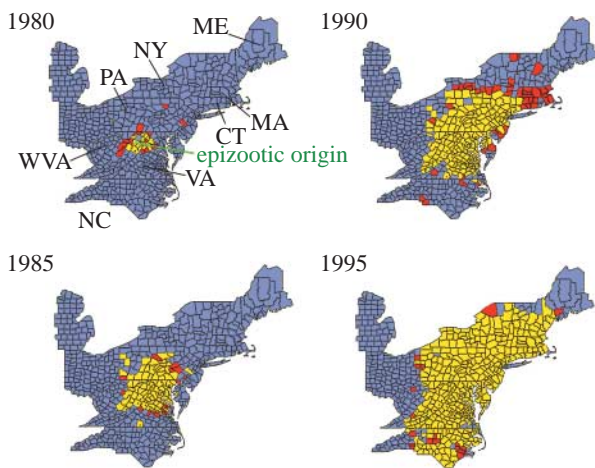 1980
ME
NY
PA
MA
CT
WVA
epizootic origin
VA
NC
1990
1985
1995